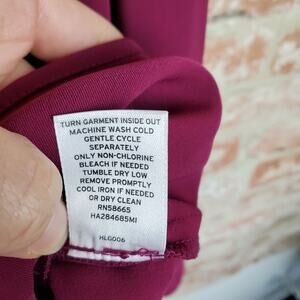 TURN GARMENT INSIDE OUT
MACHINE WASH COLD
GENTLE CYCLE
SEPARATELY
ONLY NON-CHLORINE
BLEACH IF NEEDED
TUMBLE DRY LOW
REMOVE PROMPTLY
COOL IRON IF NEEDED
OR DRY CLEAN
RN58665
HA284685MI
HLG006